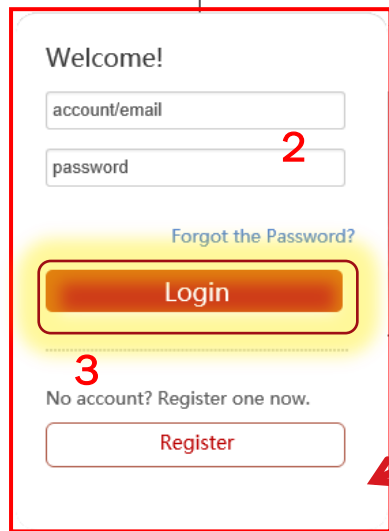 Welcome!
account/email
2
password
Forgot the Password?
Login
3
No account? Register one now.
Register